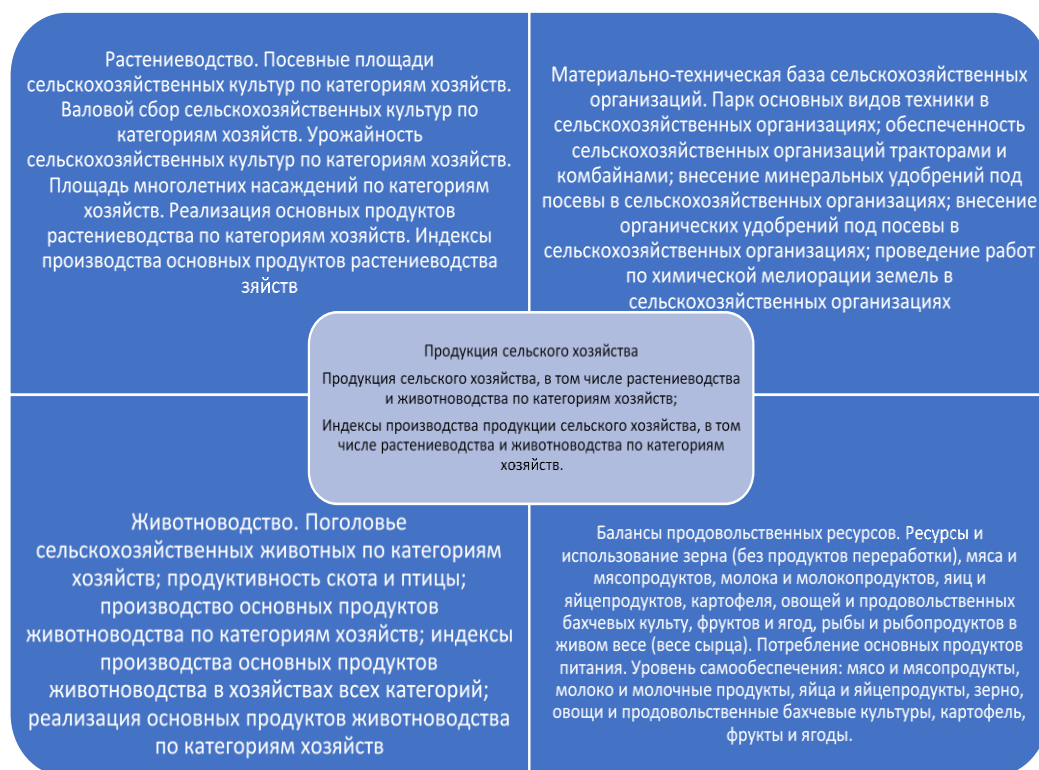 Растениеводство. Посевные площади
сельскохозяйственных культур по категориям хозяйств.
Валовой сбор сельскохозяйственных культур по
категориям хозяйств. Урожайность
сельскохозяйственных культур по категориям хозяйств.
Площадь многолетних насаждений по категориям
хозяйств. Реализация основных продуктов
растениеводства по категориям хозяйств. Индексы
производства основных продуктов растениеводства
зяйств
Материально-техническая база сельскохозяйственных
организаций. Парк основных видов техники в
сельскохозяйственных организациях; обеспеченность
сельскохозяйственных организаций тракторами и
комбайнами; внесение минеральных удобрений под
посевы в сельскохозяйственных организациях; внесение
органических удобрений под посевы в
сельскохозяйственных организациях; проведение работ
по химической мелиорации земель в
сельскохозяйственных организациях
Продукция сельского хозяйства
Продукция сельского хозяйства, в том числе растениеводства
и животноводства по категориям хозяйств;
Индексы производства продукции сельского хозяйства, в том
числе растениеводства и животноводства по категориям
хозяйств.
Животноводство. Поголовье
сельскохозяйственных животных по категориям
хозяйств; продуктивность скота и птицы;
производство основных продуктов
животноводства по категориям хозяйств; индексы
производства основных продуктов
животноводства в хозяйствах всех категорий;
реализация основных продуктов животноводства
по категориям хозяйств
Балансы продовольственных ресурсов. Ресурсы и
использование зерна (без продуктов переработки), мяса и
мясопродуктов, молока и молокопродуктов, яиц и
яйцепродуктов, картофеля, овощей и продовольственных
бахчевых культу, фруктов и ягод, рыбы и рыбопродуктов в
живом весе (весе сырца). Потребление основных продуктов
питания. Уровень самообеспечения: мясо и мясопродукты,
молоко и молочные продукты, яйца и яйцепродукты, зерно,
овощи и продовольственные бахчевые культуры, картофель,
фрукты и ягоды.